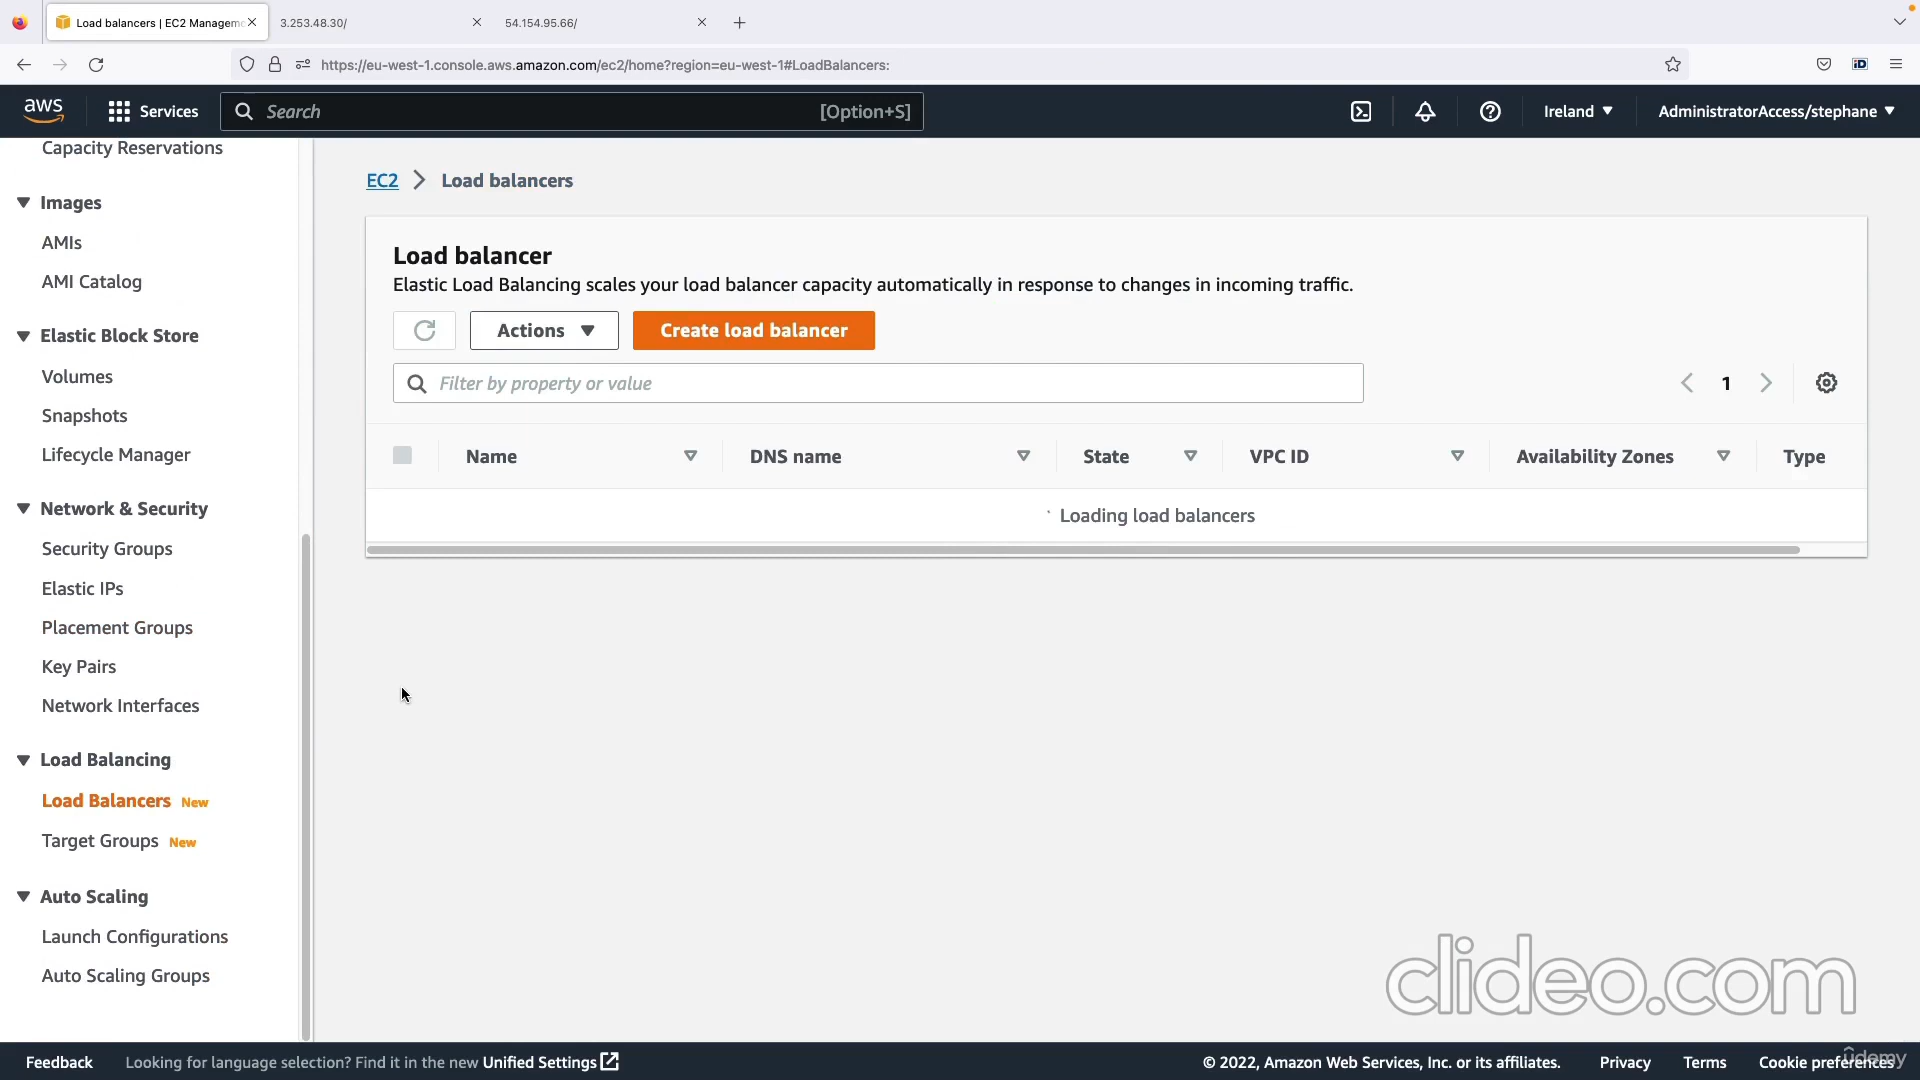 Load balancers | EC2 Managem
3.253.48.30/
54.154.95.66/
https://eu-west-1.console.aws.amazon.com/ec2/home?region=eu-west-1#LoadBalancers:
iD
aws
Services
Search
[Option+S]
Ireland
AdministratorAccess/stephane
Capacity Reservations
Images
AMIs
AMI Catalog
Elastic Block Store
Volumes
Snapshots
Lifecycle Manager
Network & Security
Security Groups
Elastic IPs
Placement Groups
Key Pairs
Network Interfaces
Load Balancing
Load Balancers New
Target Groups New
Auto Scaling
Launch Configurations
Auto Scaling Groups
EC2 > Load balancers
Load balancer
Elastic Load Balancing scales your load balancer capacity automatically in response to changes in incoming traffic.
Actions
Create load balancer
Filter by property or value
1
Name
DNS name
State
VPC ID
Availability Zones
Type
Loading load balancers
clideo.com
Feedback
Looking for language selection? Find it in the new Unified Settings
© 2022, Amazon Web Services, Inc. or its affiliates.
Privacy
Terms
Cookie preferences
ûdemy